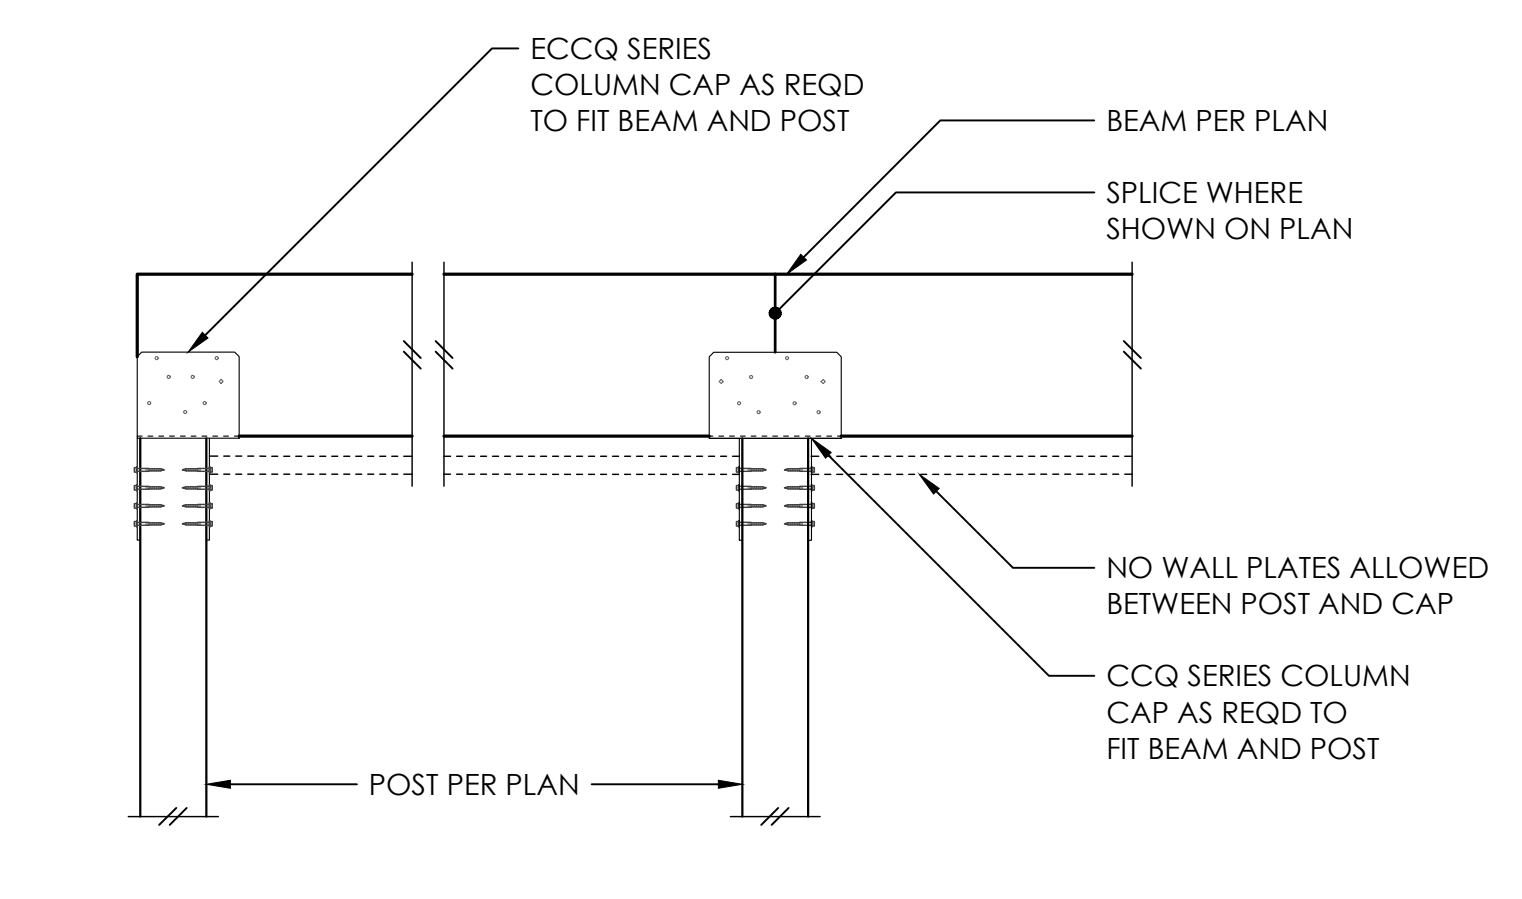 ECCQ SERIES
COLUMN CAP AS REQD
TO FIT BEAM AND POST
BEAM PER PLAN
SPLICE WHERE
SHOWN ON PLAN
NO WALL PLATES ALLOWED
BETWEEN POST AND CAP
CCQ SERIES COLUMN
CAP AS REQD TO
FIT BEAM AND POST
POST PER PLAN